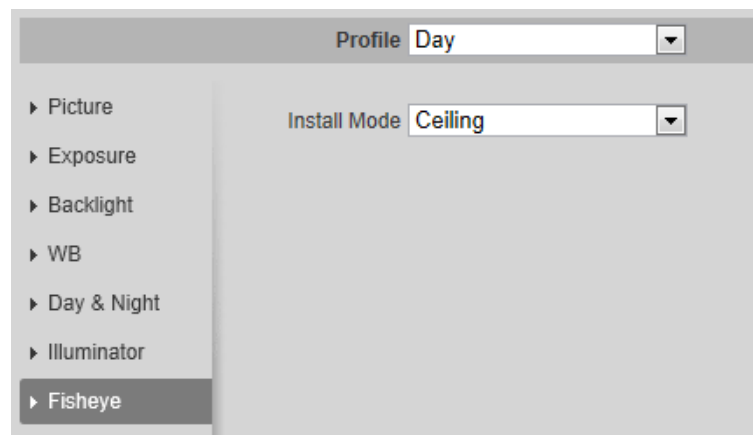 Profile Day
Picture
Install Mode Ceiling
Exposure
Backlight
WB
Day & Night
Illuminator
Fisheye